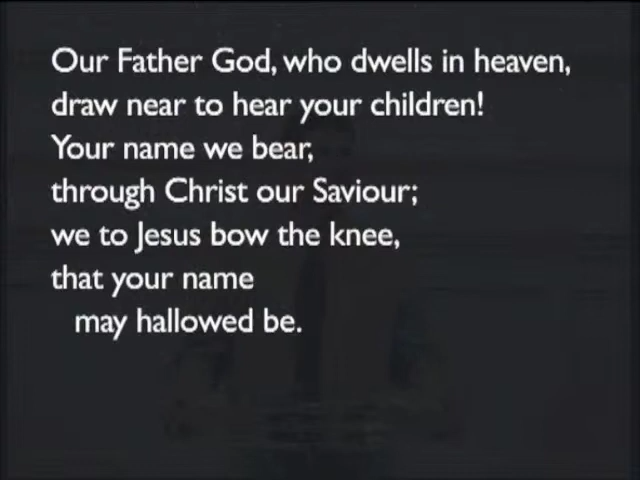 Our Father God, who dwells in heaven,
draw near to hear your children!
Your name we bear,
through Christ our Saviour;
we to Jesus bow the knee,
that your name
may hallowed be.